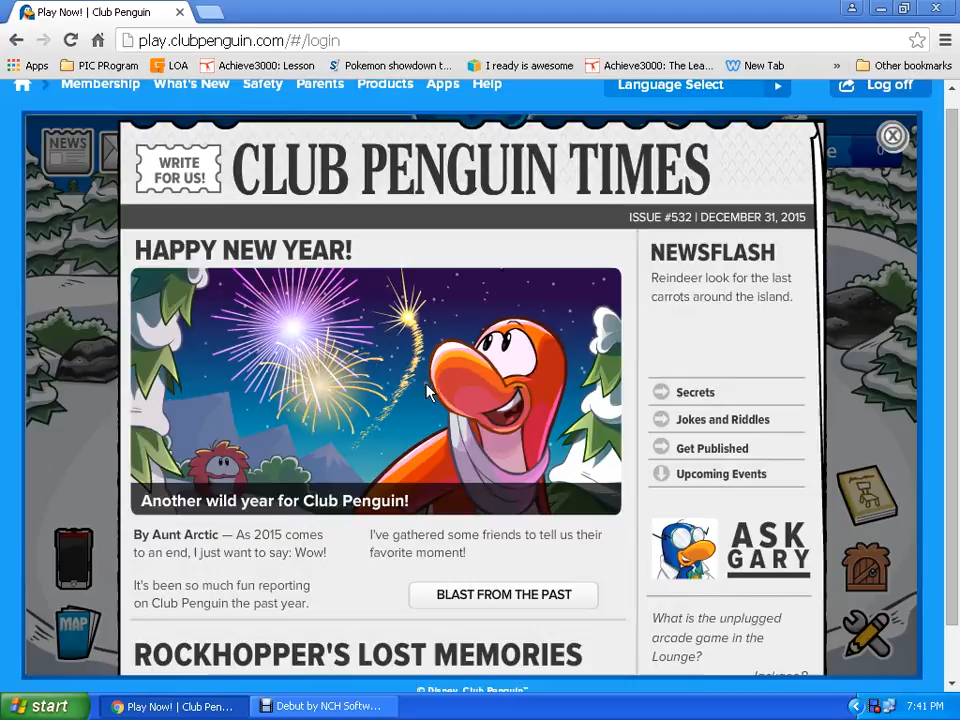 Play Now! | Club Penguin
play.clubpenguin.com/#/login
Apps PIC PRogram LOA Achieve3000: Lesson Pokemon showdown t... I ready is awesome Achieve3000: The Lea... New Tab » Other bookmarks
Membership What's New Safety Parents Products Apps Help Language Select Log off
NEWS
WRITE FOR US!
CLUB PENGUIN TIMES
ISSUE #532 | DECEMBER 31, 2015
HAPPY NEW YEAR!
Another wild year for Club Penguin!
By Aunt Arctic — As 2015 comes
to an end, I just want to say: Wow!
It's been so much fun reporting
on Club Penguin the past year.
I've gathered some friends to tell us their
favorite moment!
BLAST FROM THE PAST
ROCKHOPPER'S LOST MEMORIES
NEWSFLASH
Reindeer look for the last
carrots around the island.
Secrets
Jokes and Riddles
Get Published
Upcoming Events
ASK
GARY
What is the unplugged
arcade game in the
Lounge?
MAP
© Disney. Club Penguin™
start Play Now! | Club Pen... Debut by NCH Softw... 7:41 PM